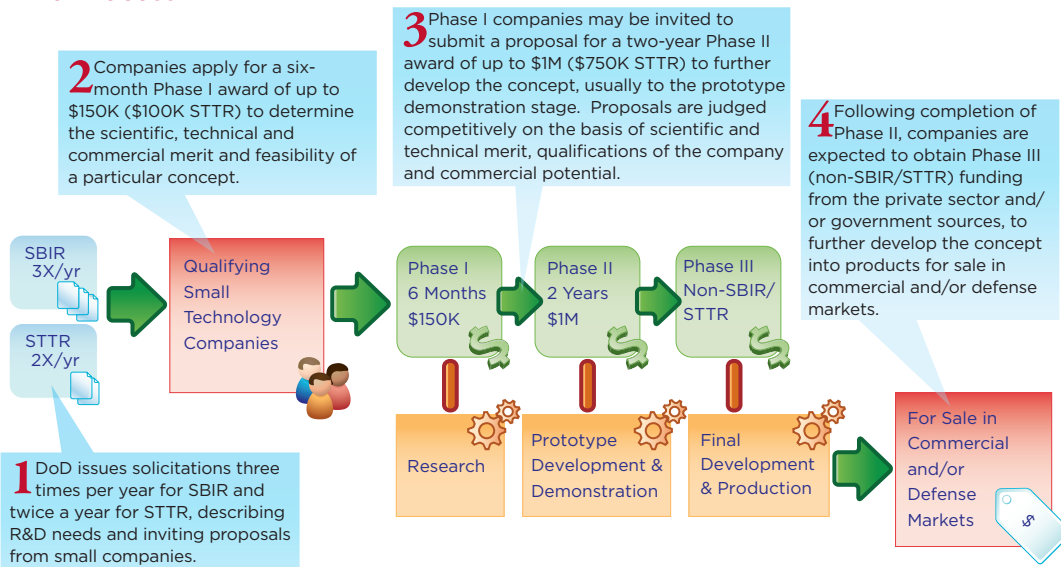 1 DoD issues solicitations three
times per year for SBIR and
twice a year for STTR, describing
R&D needs and inviting proposals
from small companies.
2 Companies apply for a six-
month Phase I award of up to
$150K ($100K STTR) to determine
the scientific, technical and
commercial merit and feasibility of
a particular concept.
3 Phase I companies may be invited to
submit a proposal for a two-year Phase II
award of up to $1M ($750K STTR) to further
develop the concept, usually to the prototype
demonstration stage. Proposals are judged
competitively on the basis of scientific and
technical merit, qualifications of the company
and commercial potential.
4 Following completion of
Phase II, companies are
expected to obtain Phase III
(non-SBIR/STTR) funding
from the private sector and/
or government sources, to
further develop the concept
into products for sale in
commercial and/or defense
markets.
SBIR
3X/yr
STTR
2X/yr
Qualifying
Small
Technology
Companies
Phase I
6 Months
$150K
$
Phase II
2 Years
$1M
$
Phase III
Non-SBIR/
STTR
$
Research
Prototype
Development &
Demonstration
Final
Development
& Production
For Sale in
Commercial
and/or
Defense
Markets
$